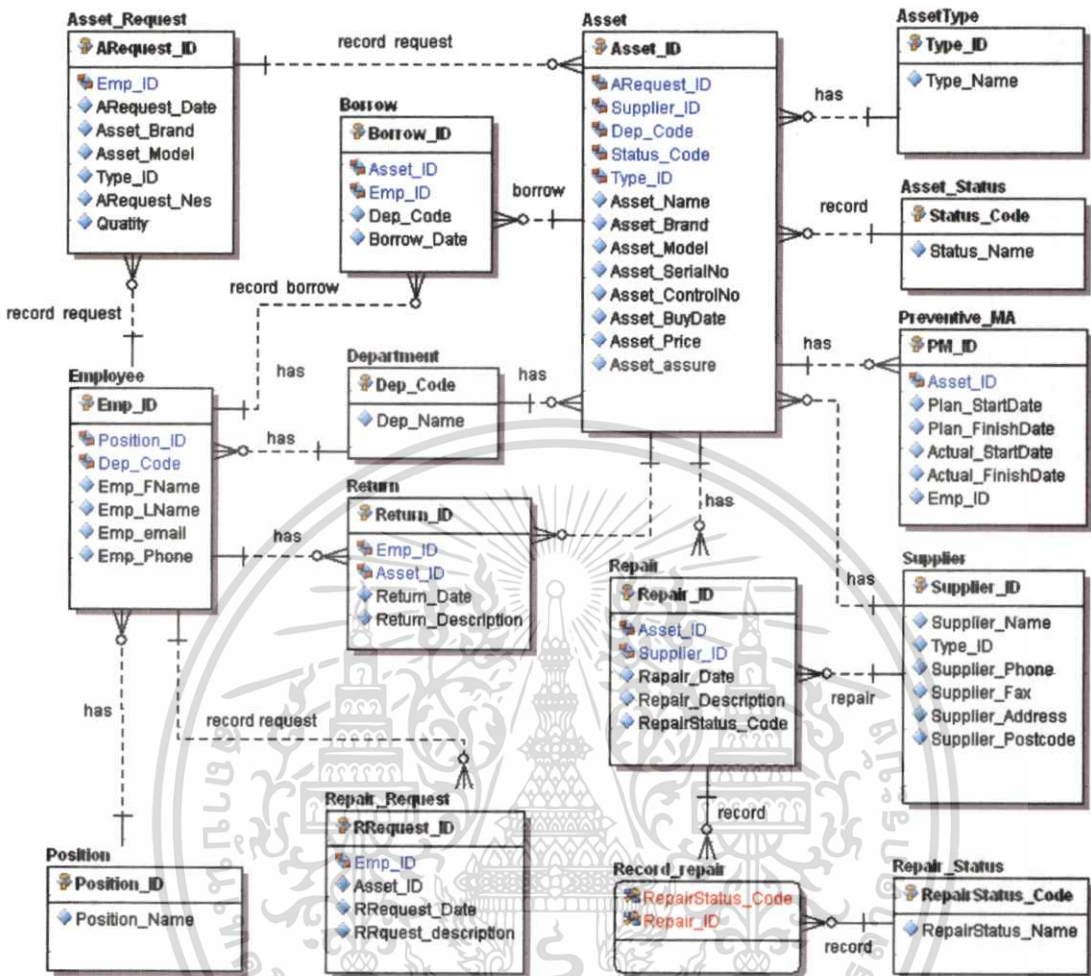 Asset_Request
ARequest_ID
Emp_ID
ARequest_Date
Asset_Brand
Asset_Model
Type_ID
ARequest_Nes
Quatity
record request
Asset
Asset_ID
ARequest_ID
Supplier_ID
Dep_Code
Status_Code
Type_ID
Asset_Name
Asset_Brand
Asset_Model
Asset_SerialNo
Asset_ControlNo
Asset_BuyDate
Asset_Price
Asset_assure
AssetType
Type_ID
Type_Name
has
Borrow
Borrow_ID
Asset_ID
Emp_ID
Dep_Code
Borrow_Date
borrow
record borrow
Asset_Status
Status_Code
Status_Name
record
record request
Preventive_MA
PM_ID
Asset_ID
Plan_StartDate
Plan_FinishDate
Actual_StartDate
Actual_FinishDate
Emp_ID
has
Employee
Emp_ID
Position_ID
Dep_Code
Emp_FName
Emp_LName
Emp_email
Emp_Phone
has
has
Department
Dep_Code
Dep_Name
has
Return
Return_ID
Emp_ID
Asset_ID
Return_Date
Return_Description
has
has
Repair
Repair_ID
Asset_ID
Supplier_ID
Rapair_Date
Repair_Description
RepairStatus_Code
has
Supplier
Supplier_ID
Supplier_Name
Type_ID
Supplier_Phone
Supplier_Fax
Supplier_Address
Supplier_Postcode
repair
has
record request
Repair_Request
RRequest_ID
Emp_ID
Asset_ID
RRequest_Date
RRquest_description
record
Position
Position_ID
Position_Name
Record_repair
RepairStatus_Code
Repair_ID
record
Repair_Status
RepairStatus_Code
RepairStatus_Name